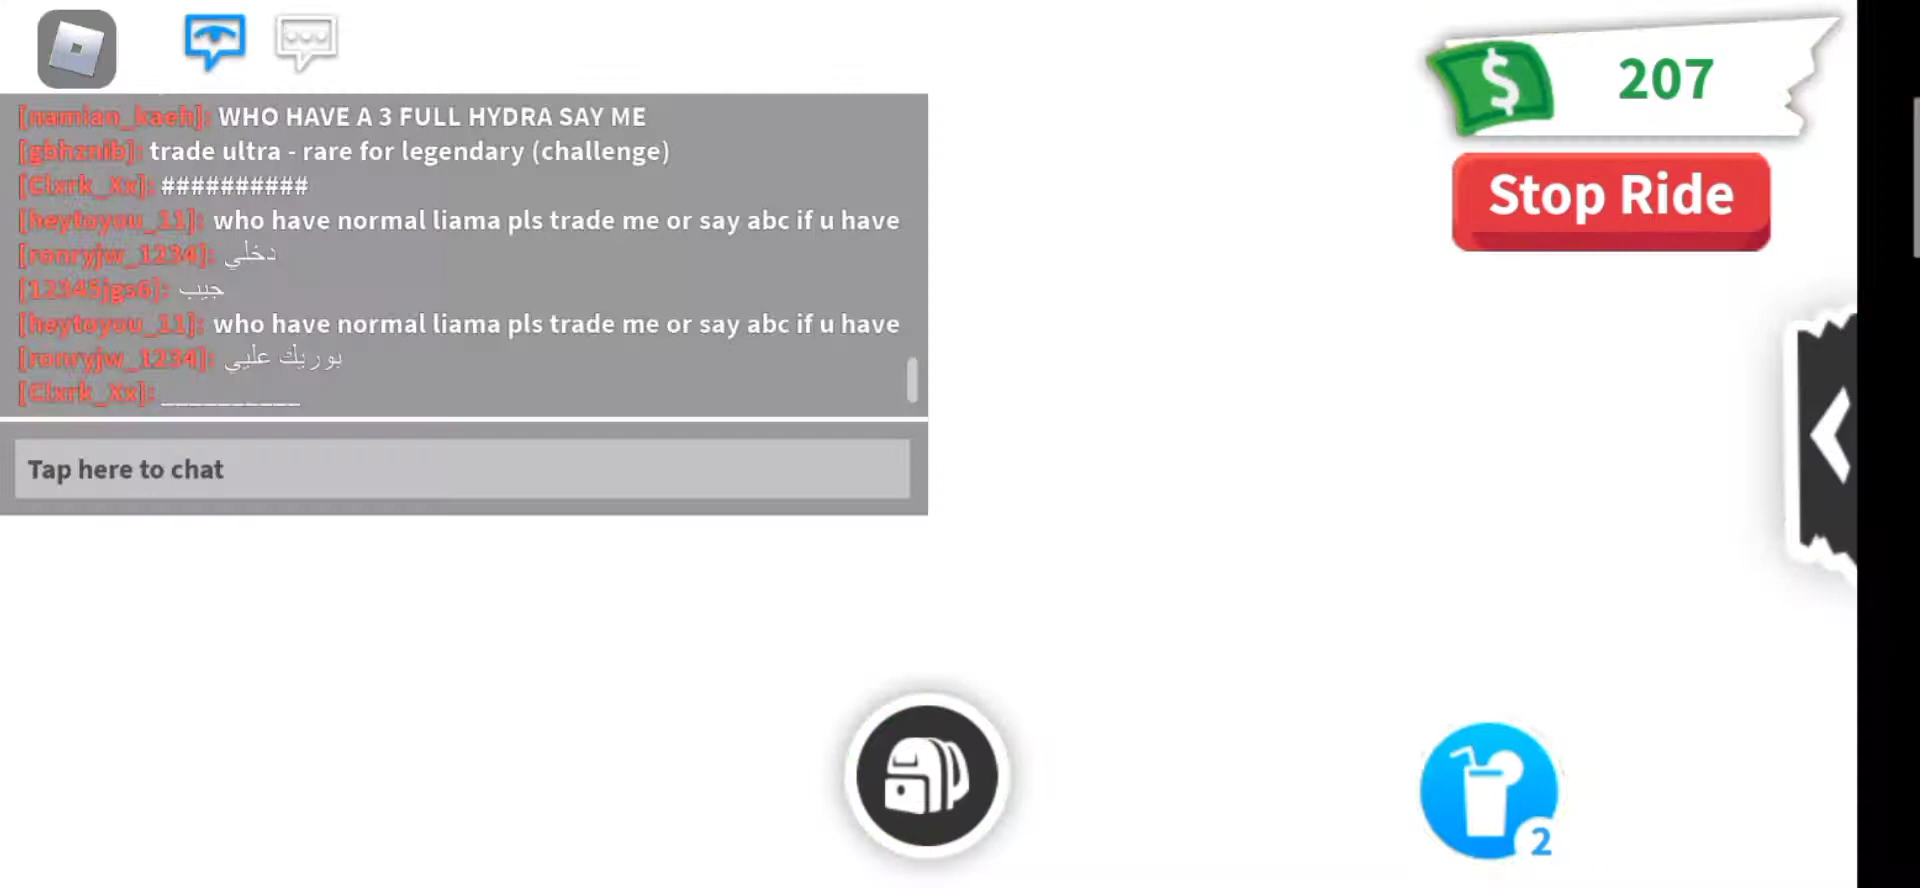 207
Stop Ride
[namian_kaeh]: WHO HAVE A 3 FULL HYDRA SAY ME
[gbhznib]: trade ultra - rare for legendary (challenge)
[Clxrk_Xx]: ##########
[heytoyou_11]: who have normal liama pls trade me or say abc if u have
[ronryjw_1234]: دخلي
[12345jgs6]: جيب
[heytoyou_11]: who have normal liama pls trade me or say abc if u have
[ronryjw_1234]: بوريك عليي
[Clxrk_Xx]: __________
Tap here to chat
2